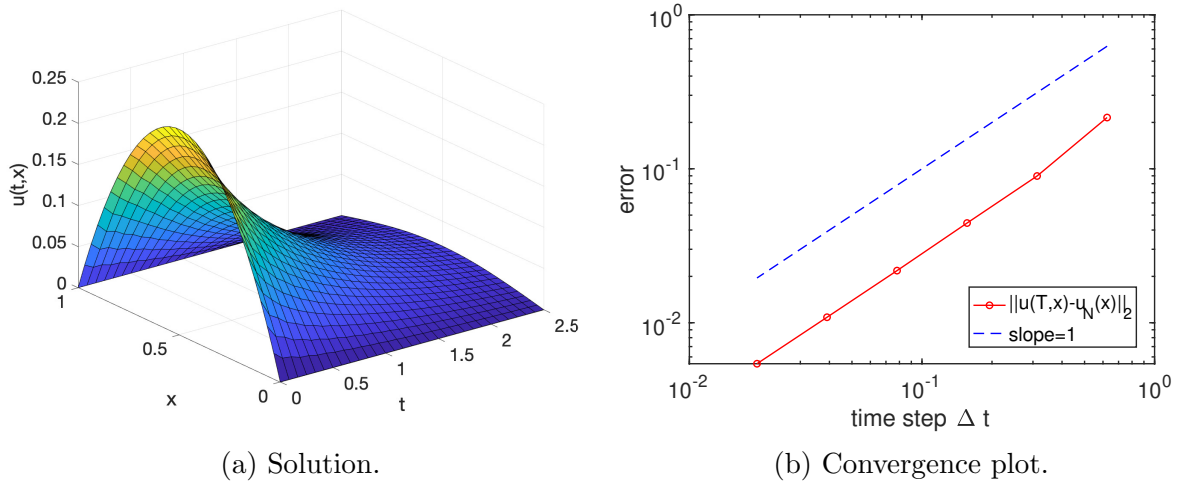 0.25
0.2
0.15
0.1
0.05
0
u(t,x)
1
0.5
0
x
0
0.5
1
1.5
2
2.5
t
(a) Solution.
10^0
10^-1
10^-2
error
10^-2
10^-1
10^0
time step Δ t
||u(T,x)-u_N(x)||_2
slope=1
(b) Convergence plot.